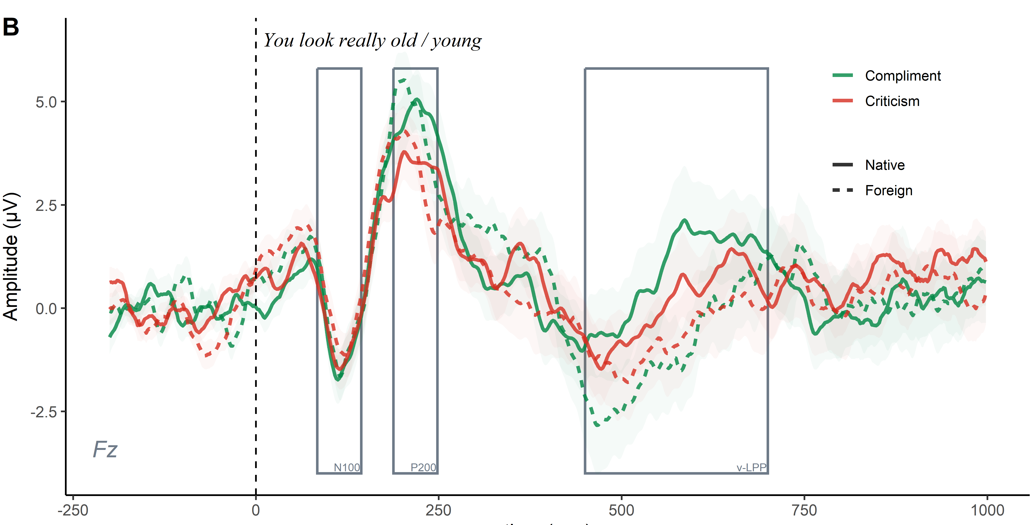 B
You look really old / young
Compliment
Criticism
Native
Foreign
Amplitude (µV)
5.0
2.5
0.0
-2.5
Fz
N100
P200
v-LPP
-250
0
250
500
750
1000